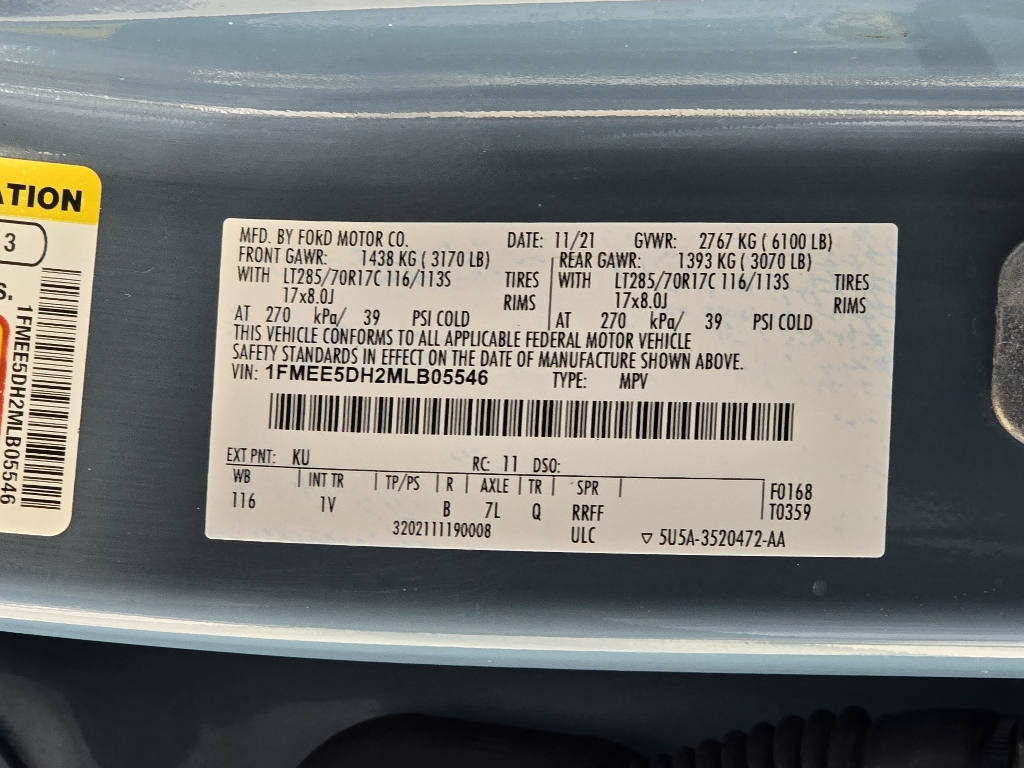 ATION
3
S.
1FMEE5DH2MLB05546
MFD. BY FORD MOTOR CO. DATE: 11/21 GVWR: 2767 KG ( 6100 LB)
FRONT GAWR: 1438 KG ( 3170 LB) REAR GAWR: 1393 KG ( 3070 LB)
WITH LT285/70R17C 116/113S TIRES WITH LT285/70R17C 116/113S TIRES
17x8.0J RIMS 17x8.0J RIMS
AT 270 kPa/ 39 PSI COLD AT 270 kPa/ 39 PSI COLD
THIS VEHICLE CONFORMS TO ALL APPLICABLE FEDERAL MOTOR VEHICLE
SAFETY STANDARDS IN EFFECT ON THE DATE OF MANUFACTURE SHOWN ABOVE.
VIN: 1FMEE5DH2MLB05546 TYPE: MPV
EXT PNT: KU RC: 11 DSO:
WB INT TR TP/PS R AXLE TR SPR F0168
116 1V B 7L Q RRFF T0359
3202111190008 ULC ▽ 5U5A-3520472-AA